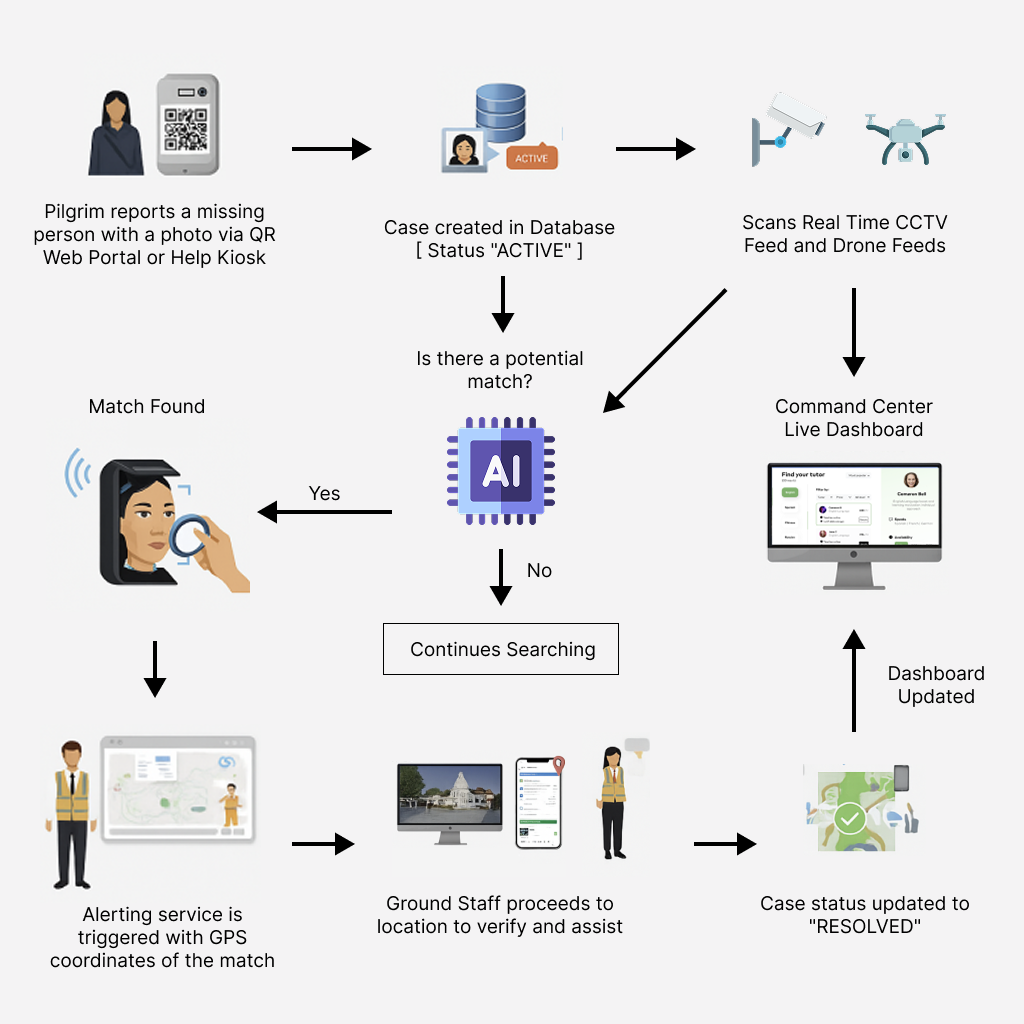 ACTIVE
Pilgrim reports a missing
person with a photo via QR
Web Portal or Help Kiosk
Case created in Database
[ Status "ACTIVE" ]
Scans Real Time CCTV
Feed and Drone Feeds
Is there a potential
match?
Match Found
Command Center
Live Dashboard
AI
Yes
Find your tutor
Cameron Bell
No
Continues Searching
Dashboard
Updated
Alerting service is
triggered with GPS
coordinates of the match
Ground Staff proceeds to
location to verify and assist
Case status updated to
"RESOLVED"